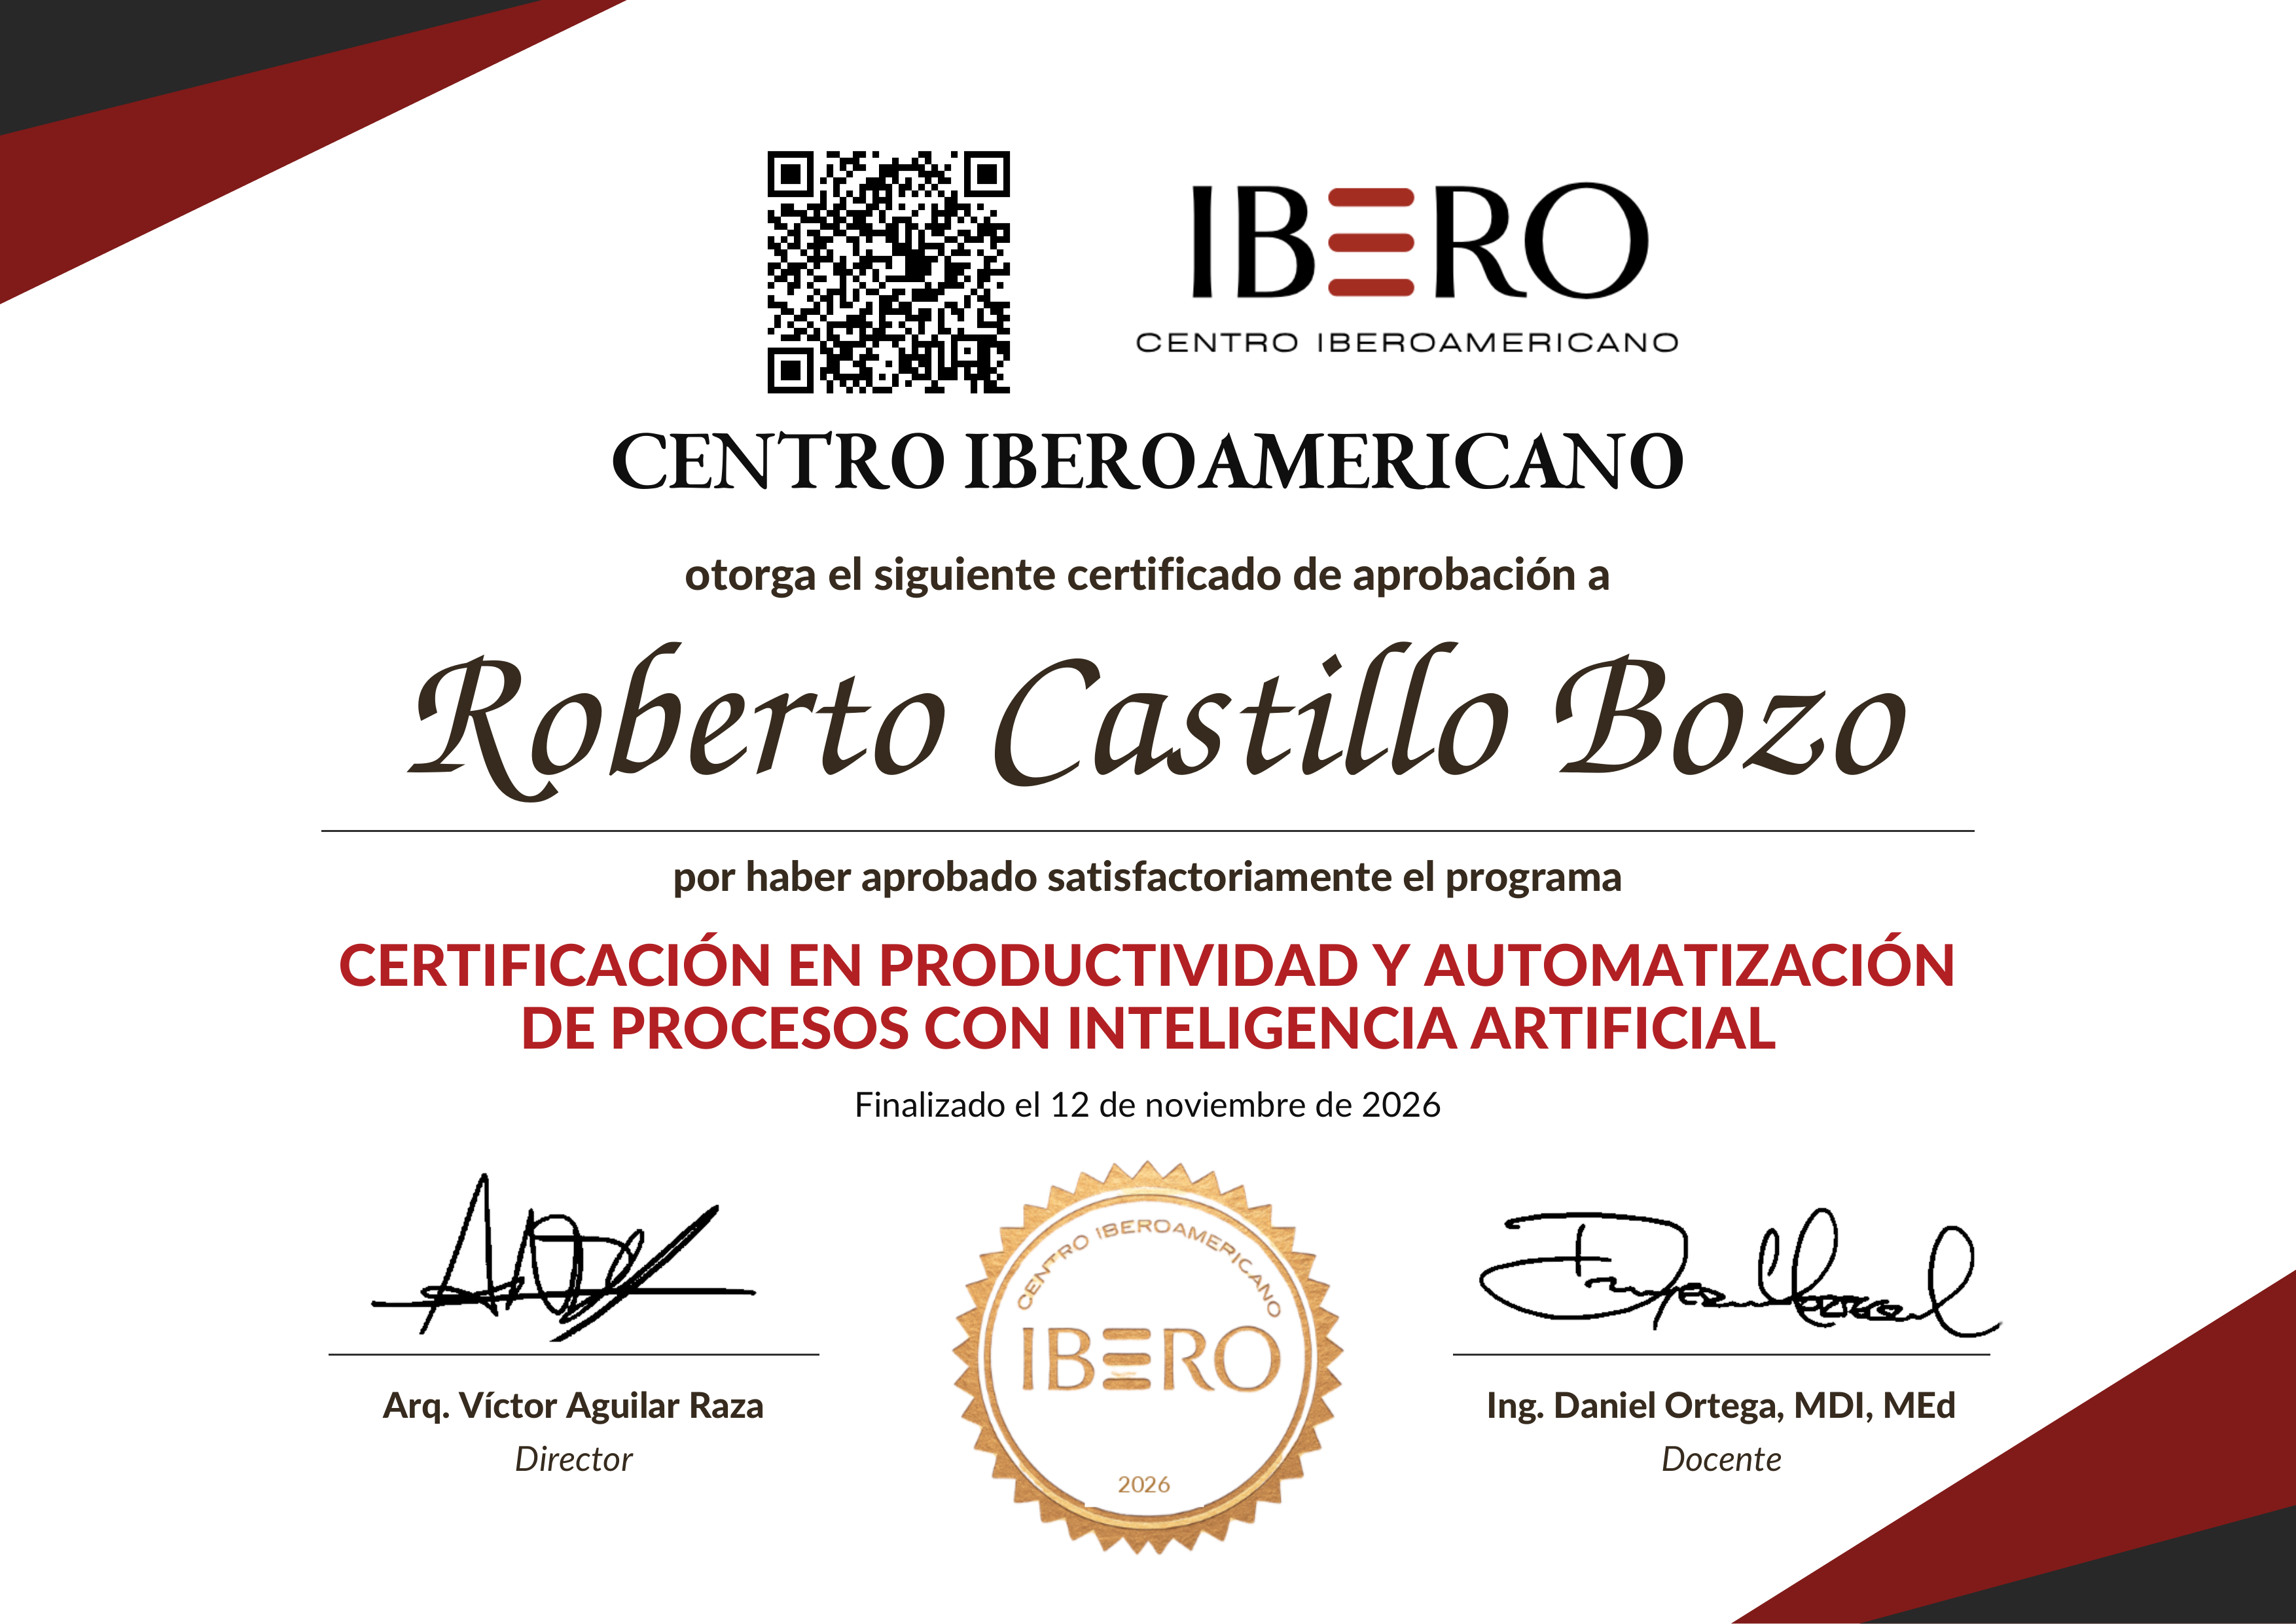 IBERO
CENTRO IBEROAMERICANO
CENTRO IBEROAMERICANO
otorga el siguiente certificado de aprobación a
Roberto Castillo Bozo
por haber aprobado satisfactoriamente el programa
CERTIFICACIÓN EN PRODUCTIVIDAD Y AUTOMATIZACIÓN
DE PROCESOS CON INTELIGENCIA ARTIFICIAL
Finalizado el 12 de noviembre de 2026
CENTRO IBEROAMERICANO
IBERO
2026
Arq. Víctor Aguilar Raza
Director
Ing. Daniel Ortega, MDI, MEd
Docente